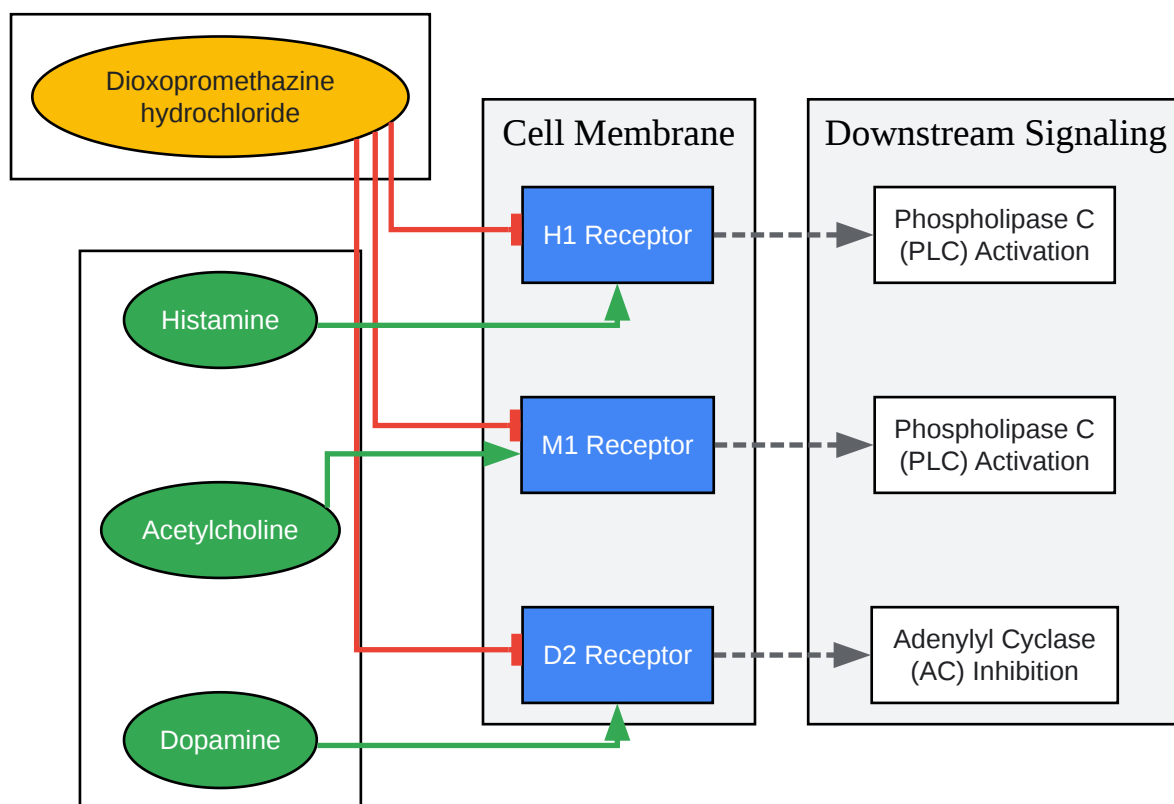 Dioxopromethazine
hydrochloride
Cell Membrane
Downstream Signaling
H1 Receptor
Phospholipase C
(PLC) Activation
Histamine
M1 Receptor
Phospholipase C
(PLC) Activation
Acetylcholine
D2 Receptor
Adenylyl Cyclase
(AC) Inhibition
Dopamine